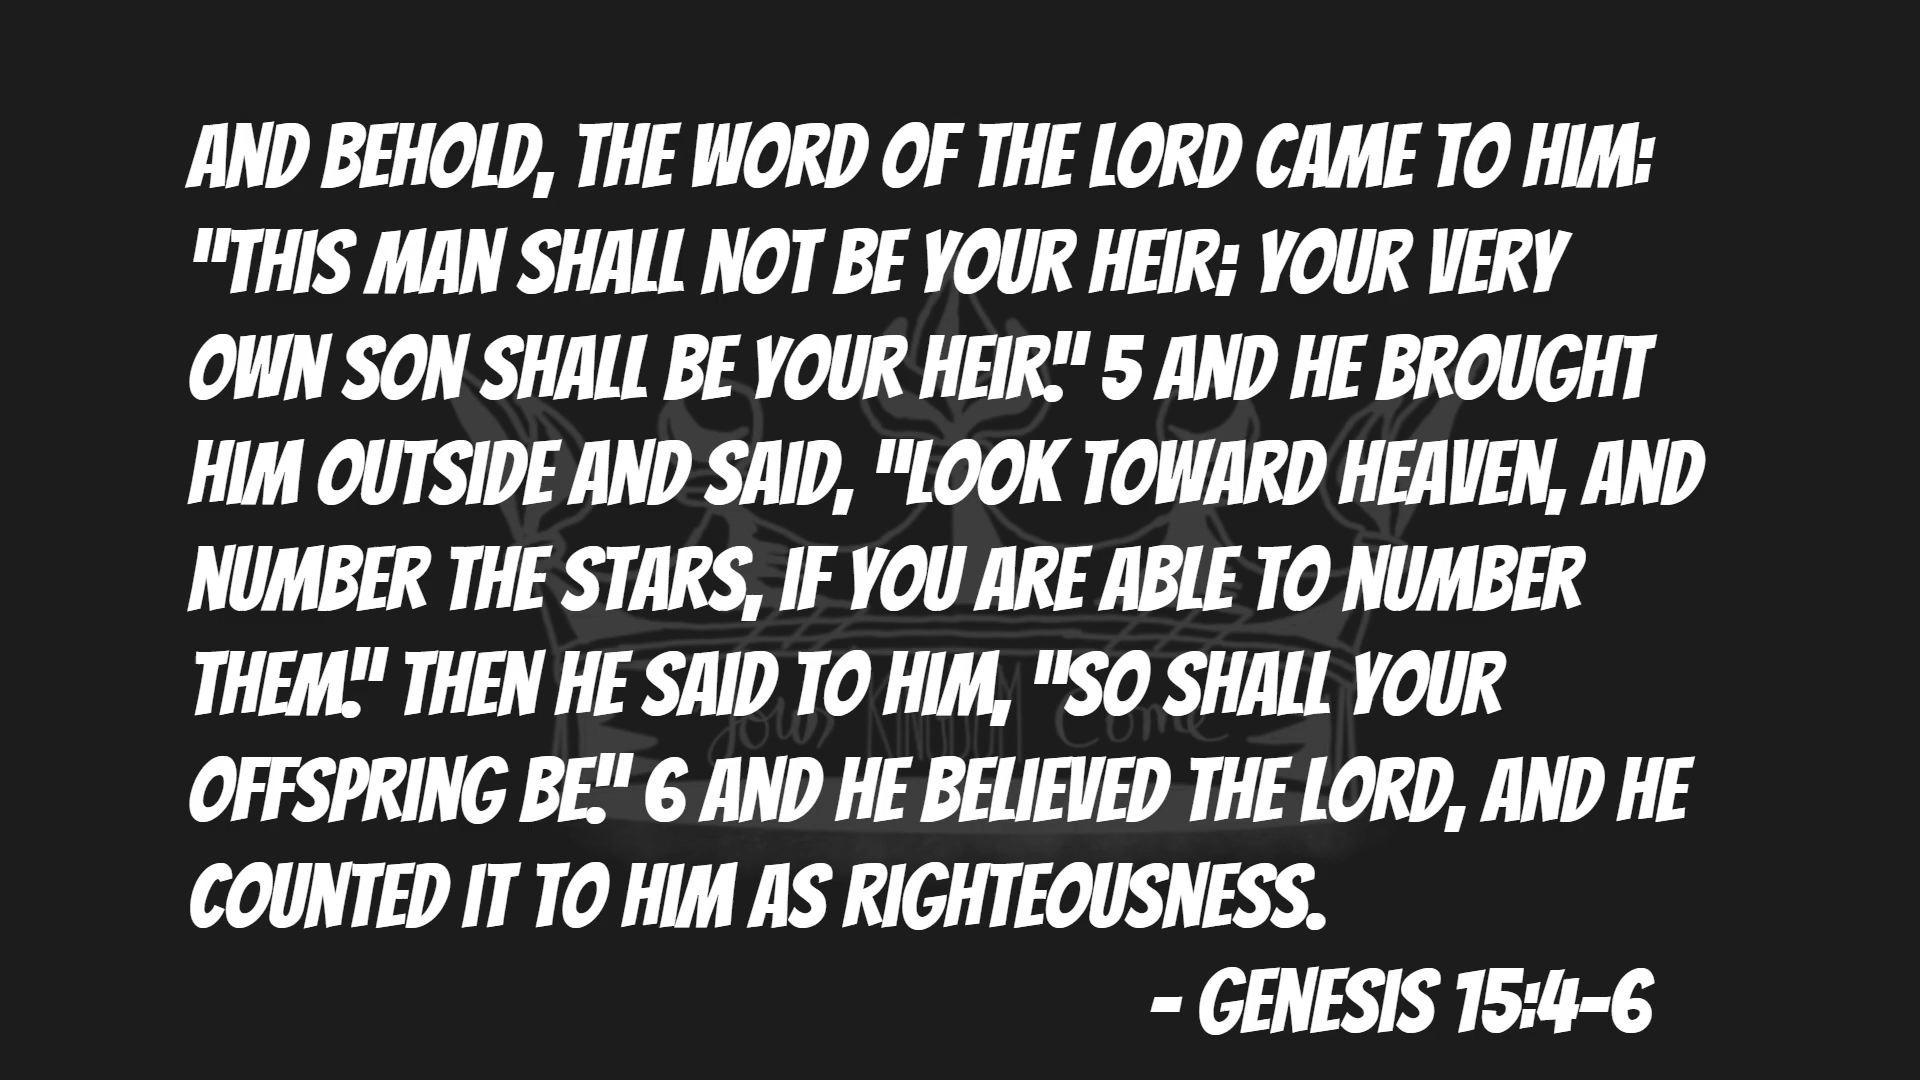 AND BEHOLD, THE WORD OF THE LORD CAME TO HIM:
"THIS MAN SHALL NOT BE YOUR HEIR; YOUR VERY
OWN SON SHALL BE YOUR HEIR." 5 AND HE BROUGHT
HIM OUTSIDE AND SAID, "LOOK TOWARD HEAVEN, AND
NUMBER THE STARS, IF YOU ARE ABLE TO NUMBER
THEM." THEN HE SAID TO HIM, "SO SHALL YOUR
OFFSPRING BE." 6 AND HE BELIEVED THE LORD, AND HE
COUNTED IT TO HIM AS RIGHTEOUSNESS.
- GENESIS 15:4-6
Your KINGDOM Come